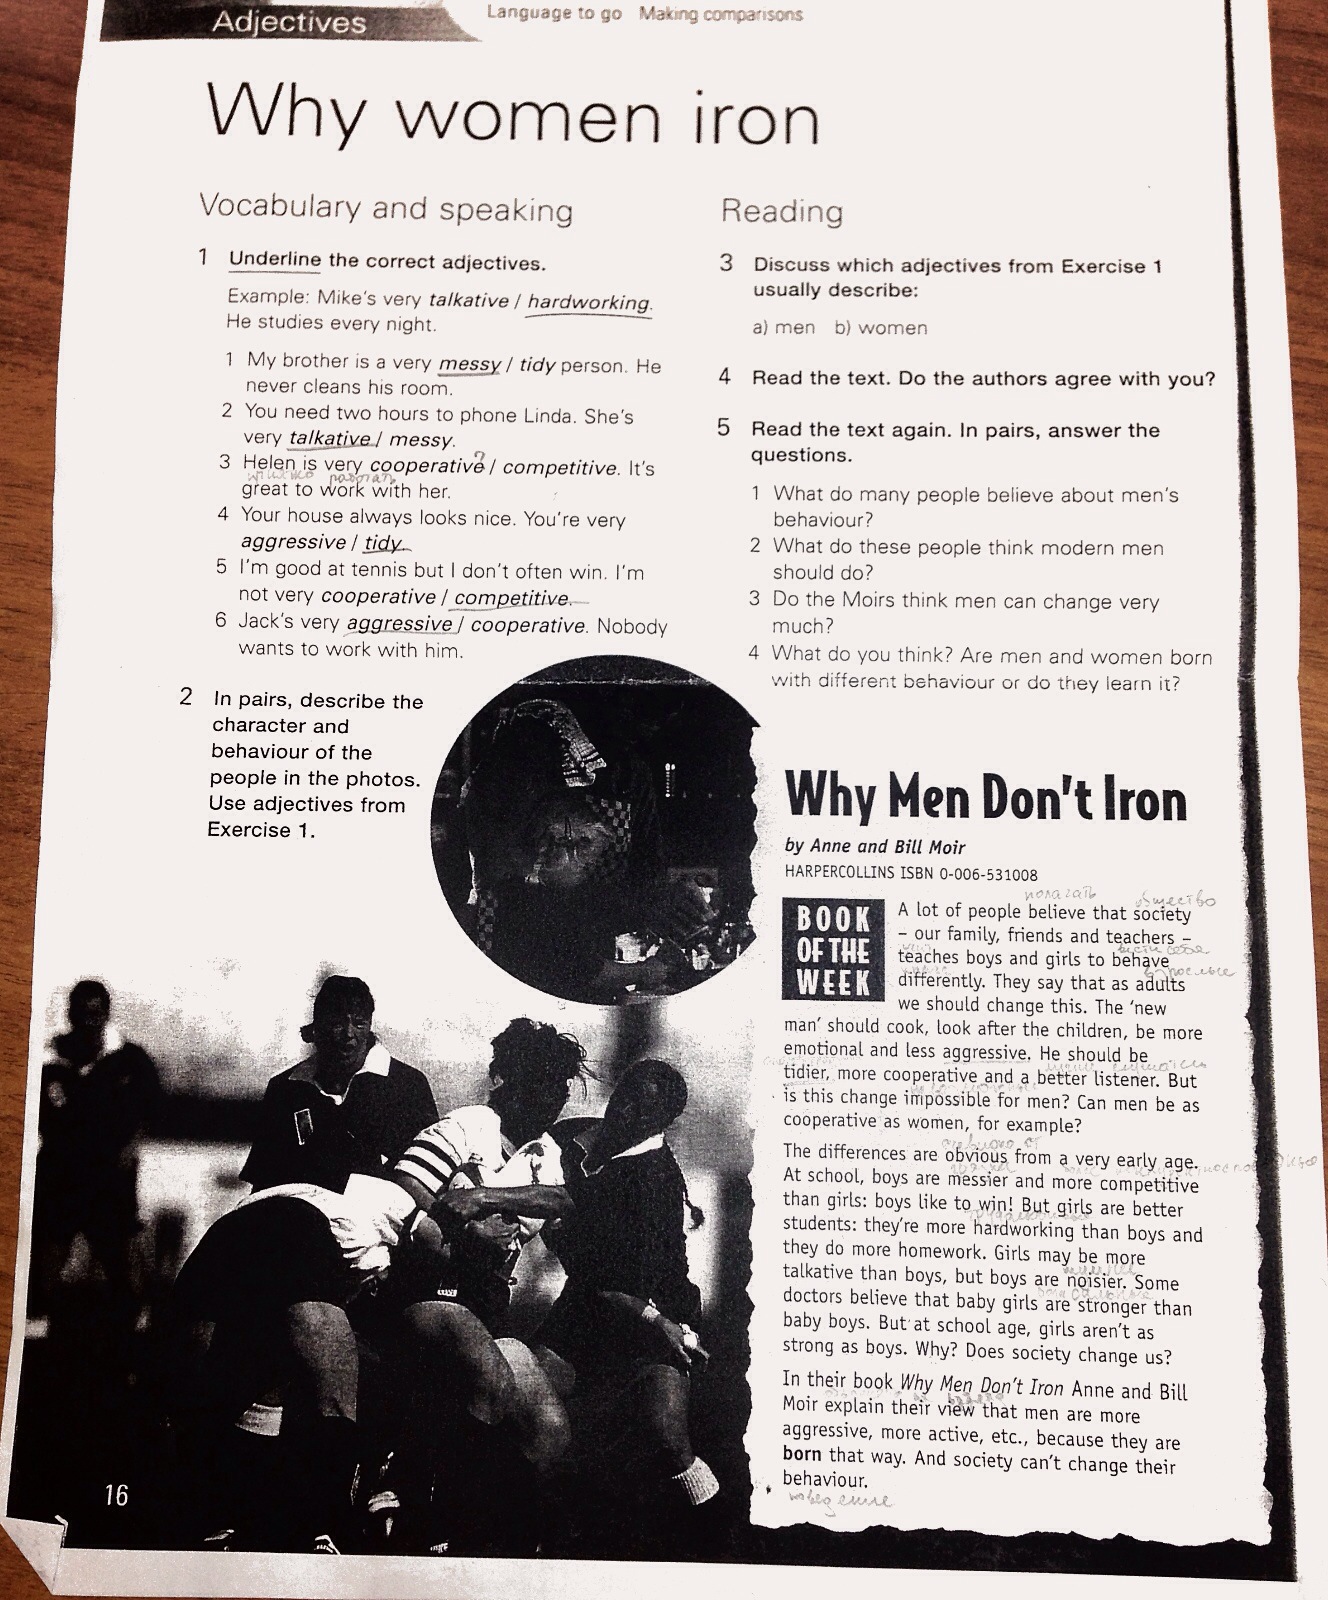 Adjectives
Language to go Making comparisons
Why women iron
Vocabulary and speaking
1 Underline the correct adjectives.
Example: Mike's very talkative / hardworking.
He studies every night.
1 My brother is a very messy / tidy person. He
never cleans his room.
2 You need two hours to phone Linda. She's
very talkative / messy.
3 Helen is very cooperative / competitive. It's
?
great to work with her.
4 Your house always looks nice. You're very
aggressive / tidy.
5 I'm good at tennis but I don't often win. I'm
not very cooperative / competitive.
6 Jack's very aggressive / cooperative. Nobody
wants to work with him.
2 In pairs, describe the
character and
behaviour of the
people in the photos.
Use adjectives from
Exercise 1.
Reading
3 Discuss which adjectives from Exercise 1
usually describe:
a) men b) women
4 Read the text. Do the authors agree with you?
5 Read the text again. In pairs, answer the
questions.
1 What do many people believe about men's
behaviour?
2 What do these people think modern men
should do?
3 Do the Moirs think men can change very
much?
4 What do you think? Are men and women born
with different behaviour or do they learn it?
Why Men Don't Iron
by Anne and Bill Moir
HARPERCOLLINS ISBN 0-006-531008
полагать общество
BOOK
OF THE
WEEK
A lot of people believe that society
– our family, friends and teachers –
вести себя
teaches boys and girls to behave
взрослые
differently. They say that as adults
we should change this. The 'new
man' should cook, look after the children, be more
emotional and less aggressive. He should be
tidier, more cooperative and a better listener. But
is this change impossible for men? Can men be as
cooperative as women, for example?
The differences are obvious from a very early age.
At school, boys are messier and more competitive
than girls: boys like to win! But girls are better
students: they're more hardworking than boys and
they do more homework. Girls may be more
talkative than boys, but boys are noisier. Some
doctors believe that baby girls are stronger than
baby boys. But at school age, girls aren't as
strong as boys. Why? Does society change us?
In their book Why Men Don't Iron Anne and Bill
Moir explain their view that men are more
aggressive, more active, etc., because they are
born that way. And society can't change their
behaviour.
поведение
16